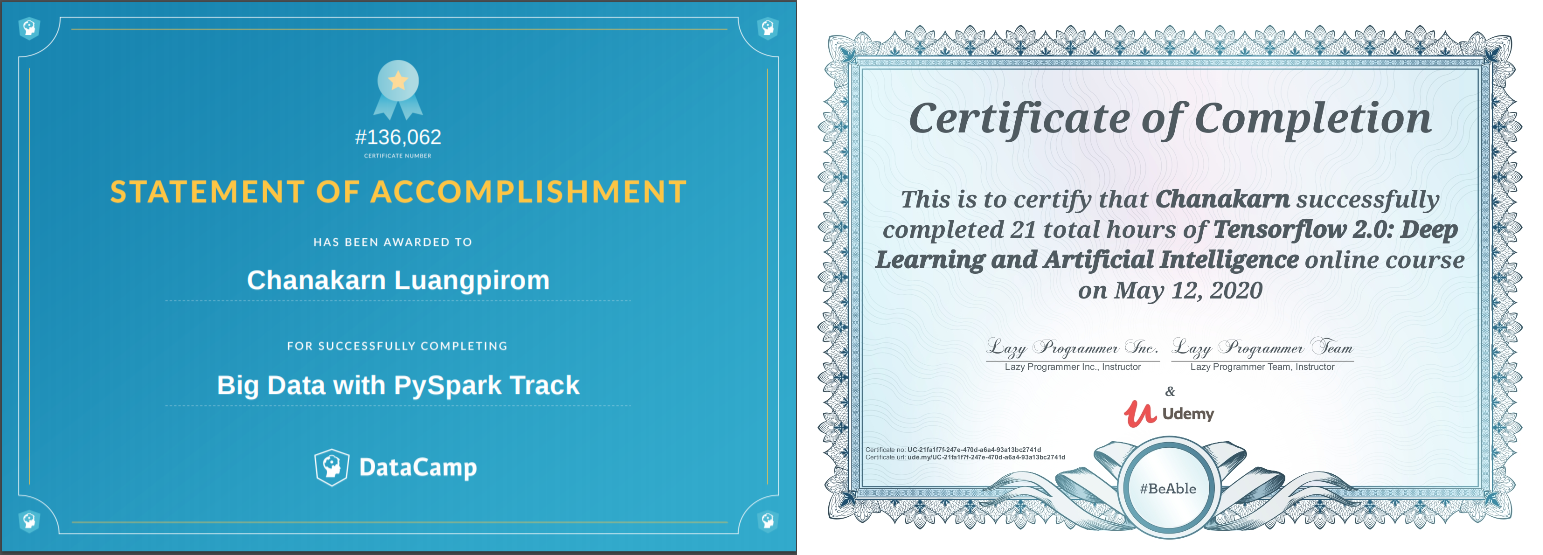 #136,062
CERTIFICATE NUMBER
STATEMENT OF ACCOMPLISHMENT
HAS BEEN AWARDED TO
Chanakarn Luangpirom
FOR SUCCESSFULLY COMPLETING
Big Data with PySpark Track
DataCamp
Certificate of Completion
This is to certify that Chanakarn successfully
completed 21 total hours of Tensorflow 2.0: Deep
Learning and Artificial Intelligence online course
on May 12, 2020
Lazy Programmer Inc. Lazy Programmer Team
Lazy Programmer Inc., Instructor Lazy Programmer Team, Instructor
&
Udemy
Certificate no: UC-21fa1f7f-247e-470d-a6a4-93a13bc2741d
Certificate url: ude.my/UC-21fa1f7f-247e-470d-a6a4-93a13bc2741d
#BeAble